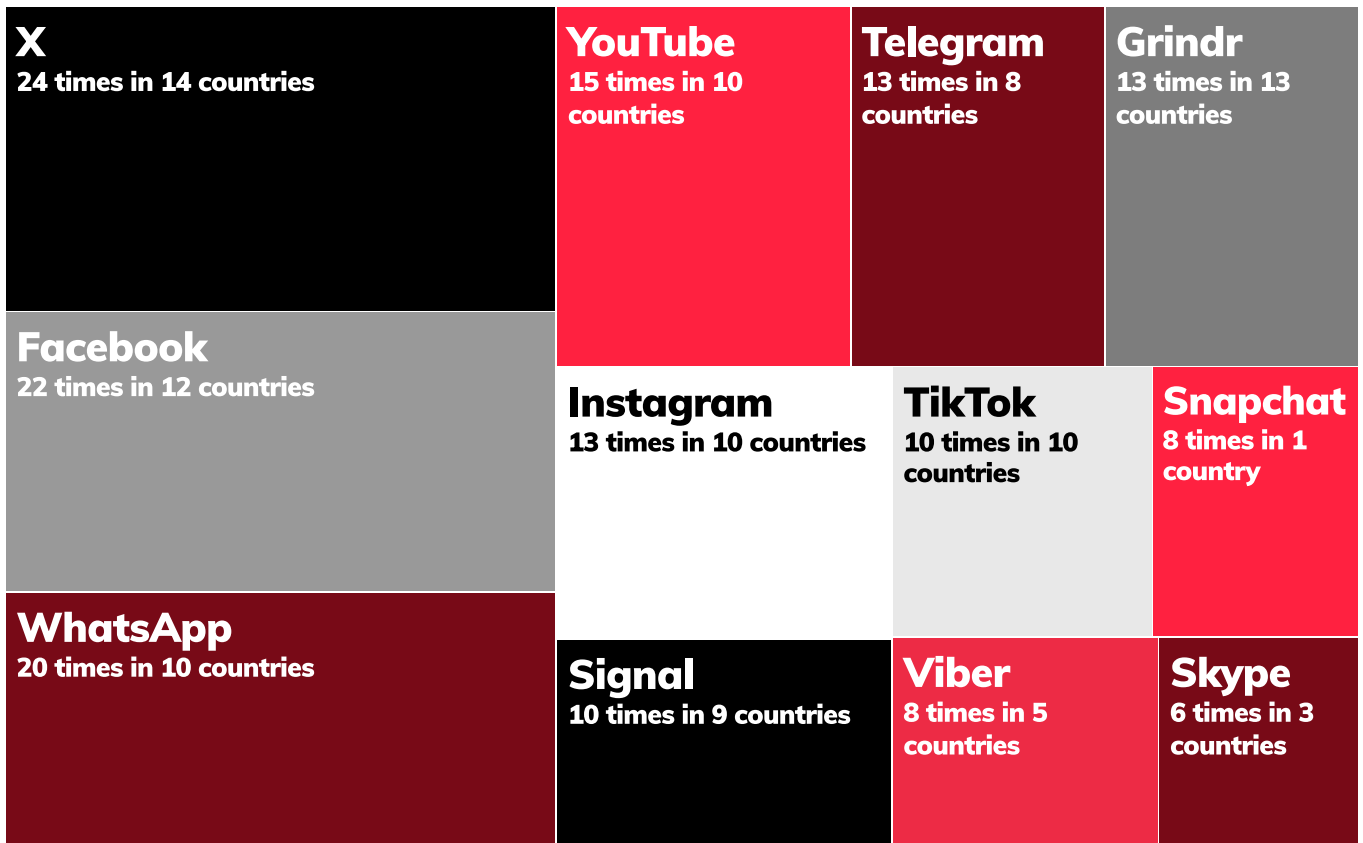 X
24 times in 14 countries
Facebook
22 times in 12 countries
WhatsApp
20 times in 10 countries
YouTube
15 times in 10
countries
Telegram
13 times in 8
countries
Grindr
13 times in 13
countries
Instagram
13 times in 10 countries
TikTok
10 times in 10
countries
Snapchat
8 times in 1
country
Signal
10 times in 9 countries
Viber
8 times in 5
countries
Skype
6 times in 3
countries